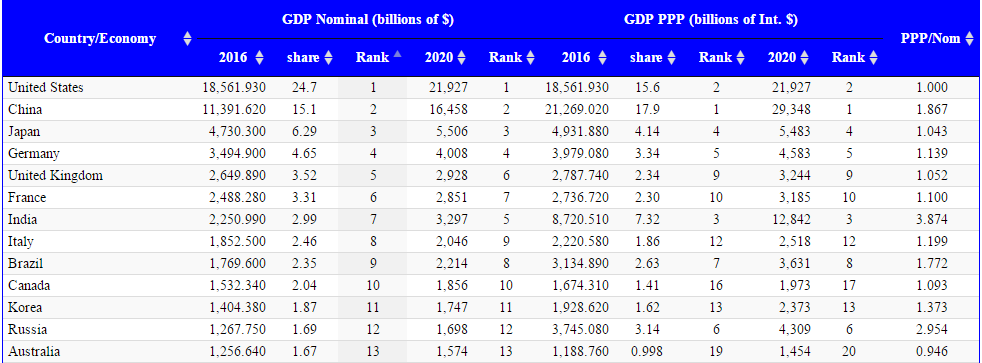 GDP Nominal (billions of $) GDP PPP (billions of Int. $)
Country/Economy PPP/Nom
2016 share Rank 2020 Rank 2016 share Rank 2020 Rank
United States 18,561.930 24.7 1 21,927 1 18,561.930 15.6 2 21,927 2 1.000
China 11,391.620 15.1 2 16,458 2 21,269.020 17.9 1 29,348 1 1.867
Japan 4,730.300 6.29 3 5,506 3 4,931.880 4.14 4 5,483 4 1.043
Germany 3,494.900 4.65 4 4,008 4 3,979.080 3.34 5 4,583 5 1.139
United Kingdom 2,649.890 3.52 5 2,928 6 2,787.740 2.34 9 3,244 9 1.052
France 2,488.280 3.31 6 2,851 7 2,736.720 2.30 10 3,185 10 1.100
India 2,250.990 2.99 7 3,297 5 8,720.510 7.32 3 12,842 3 3.874
Italy 1,852.500 2.46 8 2,046 9 2,220.580 1.86 12 2,518 12 1.199
Brazil 1,769.600 2.35 9 2,214 8 3,134.890 2.63 7 3,631 8 1.772
Canada 1,532.340 2.04 10 1,856 10 1,674.310 1.41 16 1,973 17 1.093
Korea 1,404.380 1.87 11 1,747 11 1,928.620 1.62 13 2,373 13 1.373
Russia 1,267.750 1.69 12 1,698 12 3,745.080 3.14 6 4,309 6 2.954
Australia 1,256.640 1.67 13 1,574 13 1,188.760 0.998 19 1,454 20 0.946